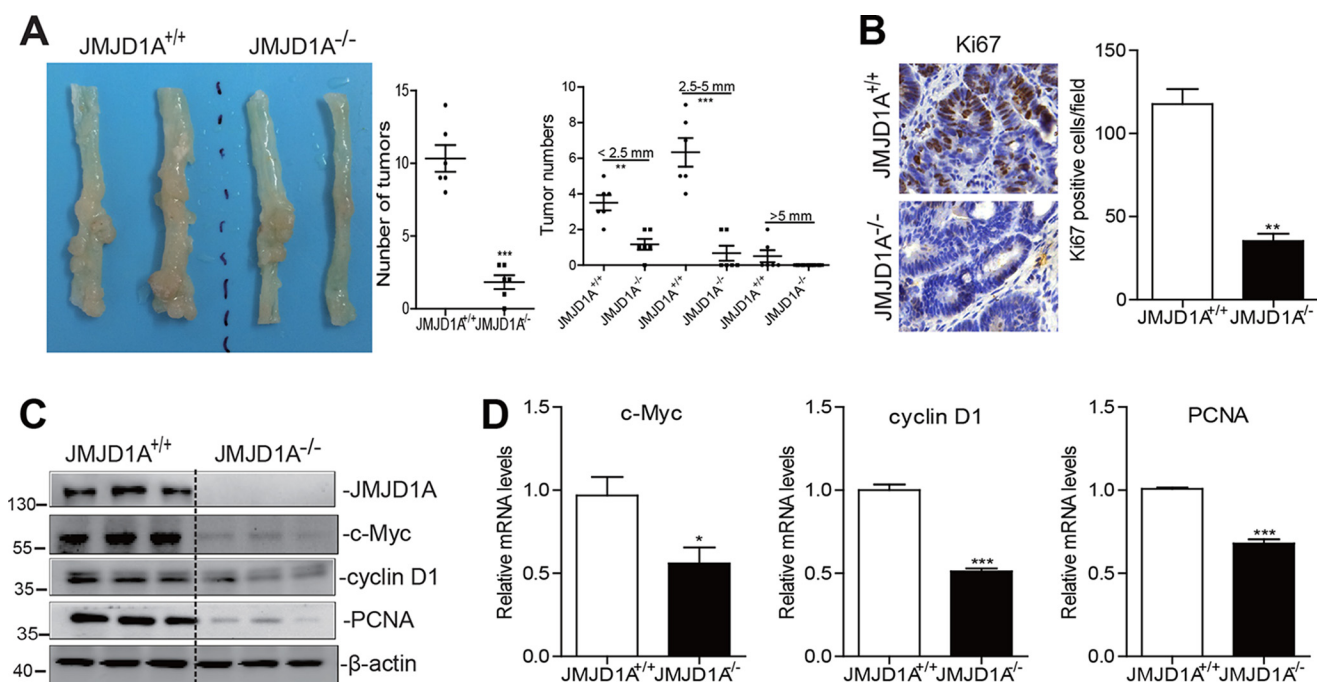 A
JMJD1A+/+ JMJD1A-/-
Nunber of tumors
15
10
5
0
***
JMJD1A+/+ JMJD1A-/-
Tumor numbers
10
8
6
4
2
0
< 2.5 mm
**
2.5-5 mm
***
>5 mm
JMJD1A+/+ JMJD1A-/- JMJD1A+/+ JMJD1A-/- JMJD1A+/+ JMJD1A-/-
B
Ki67
JMJD1A+/+
JMJD1A-/-
Ki67 positive cells/field
150
100
50
0
**
JMJD1A+/+ JMJD1A-/-
C
JMJD1A+/+ JMJD1A-/-
130 -JMJD1A
55 -c-Myc
35 -cyclin D1
35 -PCNA
40 -β-actin
D
c-Myc
Relative mRNA levels
1.5
1.0
0.5
0.0
*
JMJD1A+/+ JMJD1A-/-
cyclin D1
Relative mRNA levels
1.5
1.0
0.5
0.0
***
JMJD1A+/+ JMJD1A-/-
PCNA
Relative mRNA levels
1.5
1.0
0.5
0.0
***
JMJD1A+/+ JMJD1A-/-